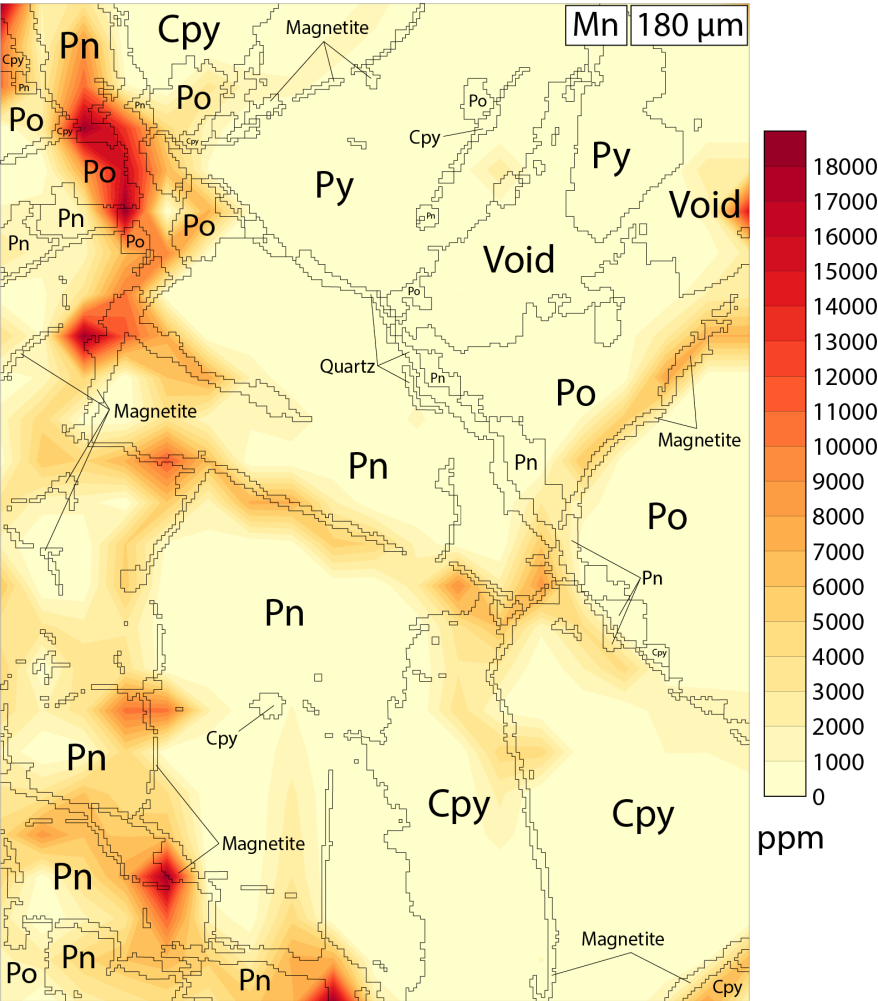 Mn 180 µm
Magnetite
Cpy
Pn
Cpy
Pn
Po
Pn
Po
Po
Cpy
Cpy
Cpy
Po
Py
Py
Void
Pn
Pn
Pn
Po
Po
Void
Po
Quartz
Pn
Po
Magnetite
Magnetite
Pn
Pn
Po
Pn
Pn
Cpy
Cpy
Pn
Cpy
Cpy
Magnetite
Pn
Magnetite
Pn
Po
Pn
Cpy
18000
17000
16000
15000
14000
13000
12000
11000
10000
9000
8000
7000
6000
5000
4000
3000
2000
1000
0
ppm